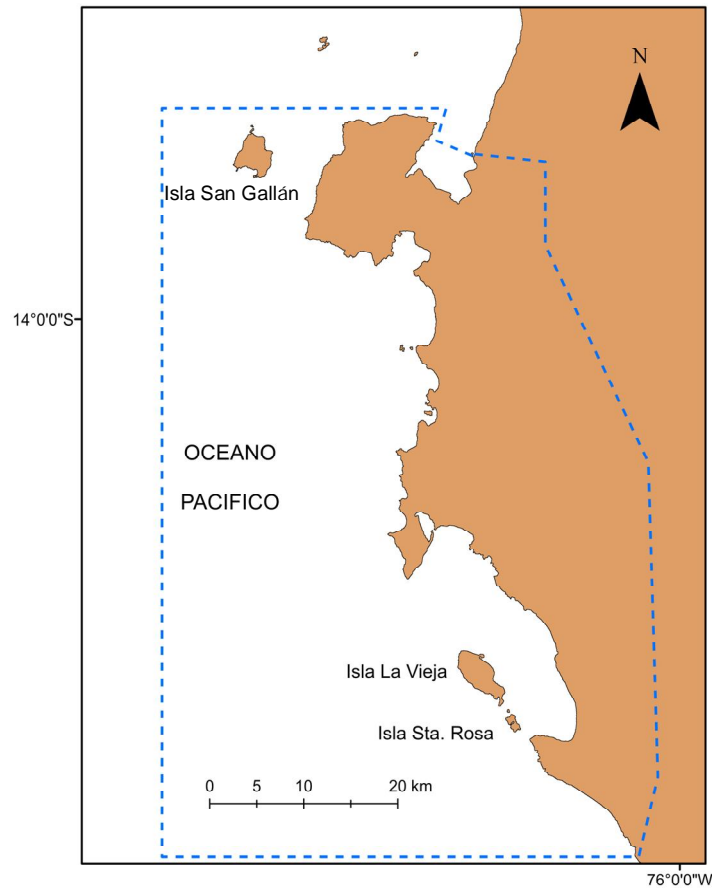 N
Isla San Gallán
14°0'0"S
OCEANO
PACIFICO
Isla La Vieja
Isla Sta. Rosa
0 5 10 20 km
76°0'0"W